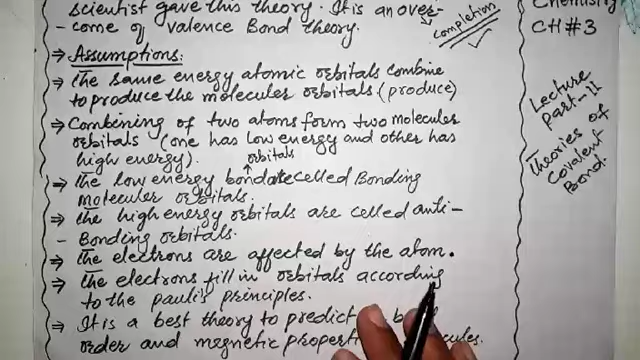 scientist gave this theory. It is an over-
- come of Valence Bond theory.
completion
→ Assumptions:
→ The same energy atomic orbitals combine
to produce the molecular orbitals (produce)
→ Combining of two atoms form two molecular
orbitals (one has low energy and other has
high energy).
orbitals
→ The low energy bond are called Bonding
Molecular orbitals.
→ The high energy orbitals are called anti-
- Bonding orbitals.
→ The electrons are affected by the atom.
→ The electrons fill in orbitals according
to the pauli's principles.
→ It is a best theory to predict
order and magnetic
Chemistry
CH#3
Lecture
Part-11
Theories of
Covalent
Bond.